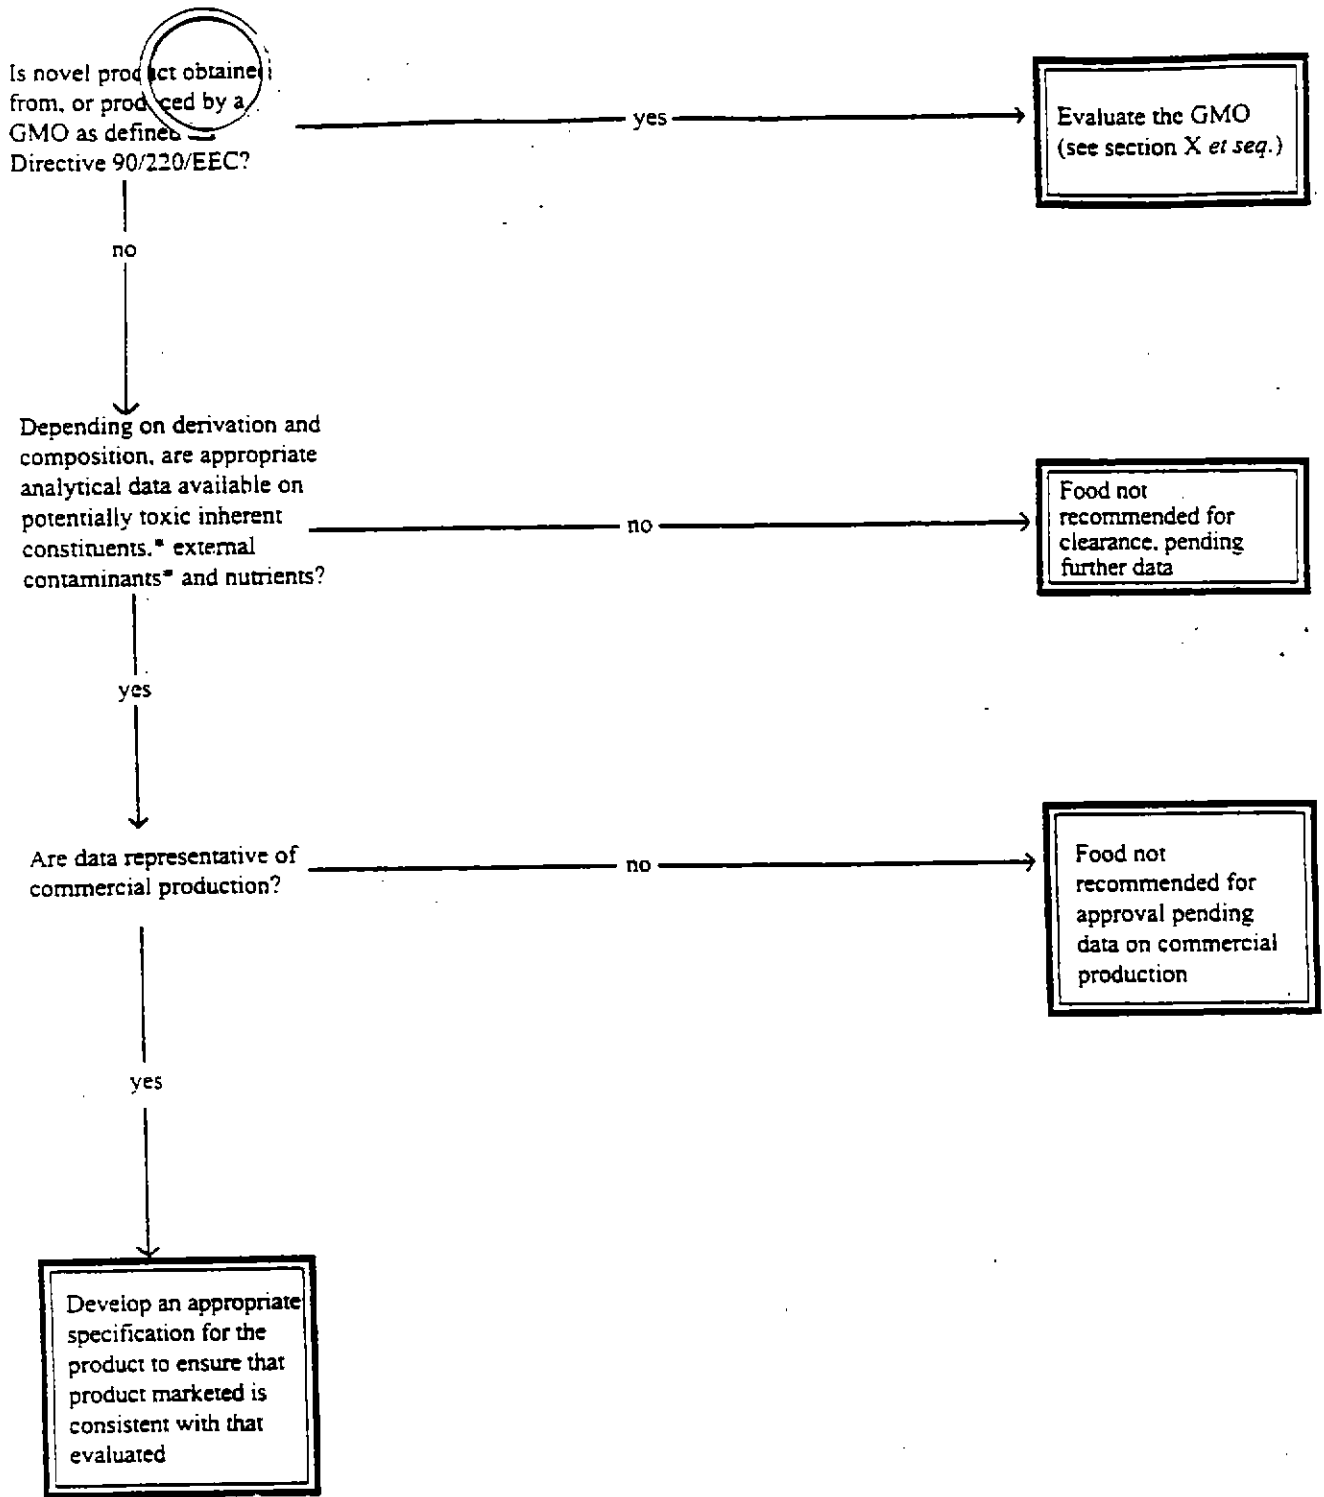 Is novel product obtained
from, or produced by a
GMO as defined
Directive 90/220/EEC?
yes
Evaluate the GMO
(see section X et seq.)
no
Depending on derivation and
composition, are appropriate
analytical data available on
potentially toxic inherent
constituents,* external
contaminants* and nutrients?
no
Food not
recommended for
clearance, pending
further data
yes
Are data representative of
commercial production?
no
Food not
recommended for
approval pending
data on commercial
production
yes
Develop an appropriate
specification for the
product to ensure that
product marketed is
consistent with that
evaluated